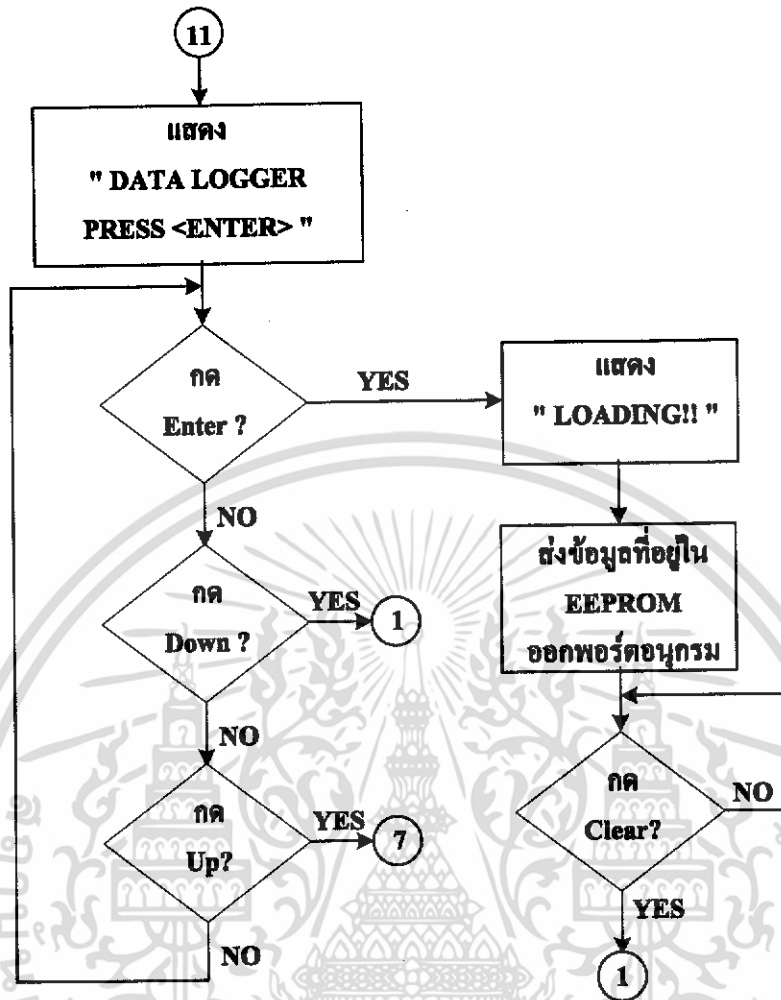 11
แสดง
" DATA LOGGER
PRESS <ENTER> "
กด
Enter ?
YES
แสดง
" LOADING!! "
NO
ส่งข้อมูลที่อยู่ใน
EEPROM
ออกพอร์ตอนุกรม
กด
Down ?
YES
1
NO
กด
Up?
YES
7
NO
กด
Clear?
NO
YES
1